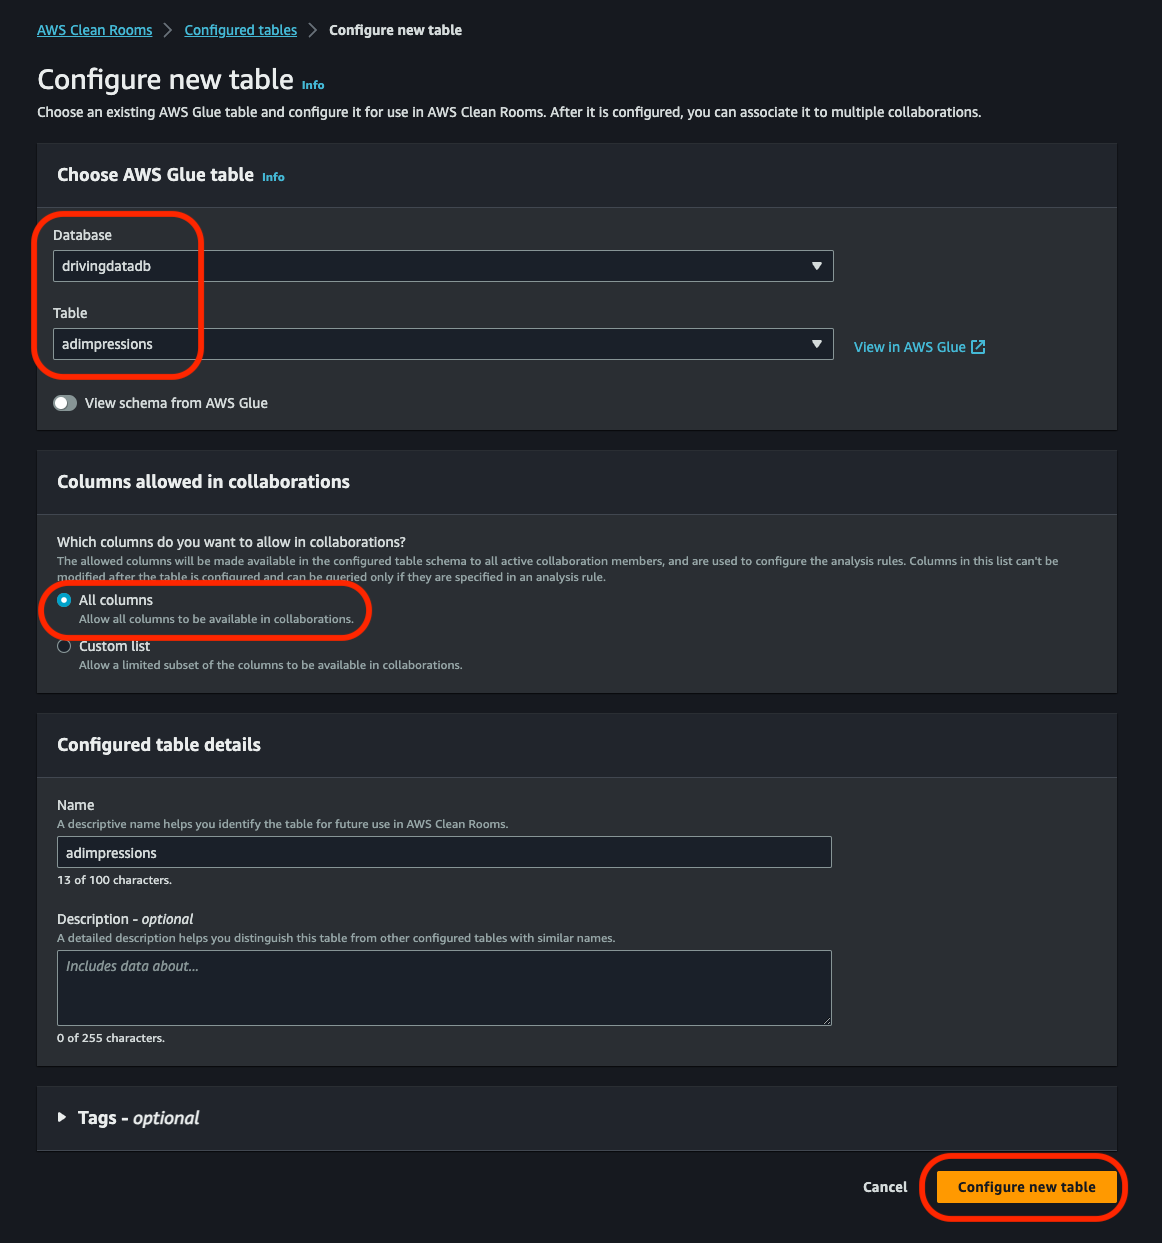 AWS Clean Rooms > Configured tables > Configure new table
Configure new table Info
Choose an existing AWS Glue table and configure it for use in AWS Clean Rooms. After it is configured, you can associate it to multiple collaborations.
Choose AWS Glue table Info
Database
drivingdatadb
Table
adimpressions
View in AWS Glue
View schema from AWS Glue
Columns allowed in collaborations
Which columns do you want to allow in collaborations?
The allowed columns will be made available in the configured table schema to all active collaboration members, and are used to configure the analysis rules. Columns in this list can't be
modified after the table is configured and can be queried only if they are specified in an analysis rule.
All columns
Allow all columns to be available in collaborations.
Custom list
Allow a limited subset of the columns to be available in collaborations.
Configured table details
Name
A descriptive name helps you identify the table for future use in AWS Clean Rooms.
adimpressions
13 of 100 characters.
Description - optional
A detailed description helps you distinguish this table from other configured tables with similar names.
Includes data about...
0 of 255 characters.
Tags - optional
Cancel
Configure new table